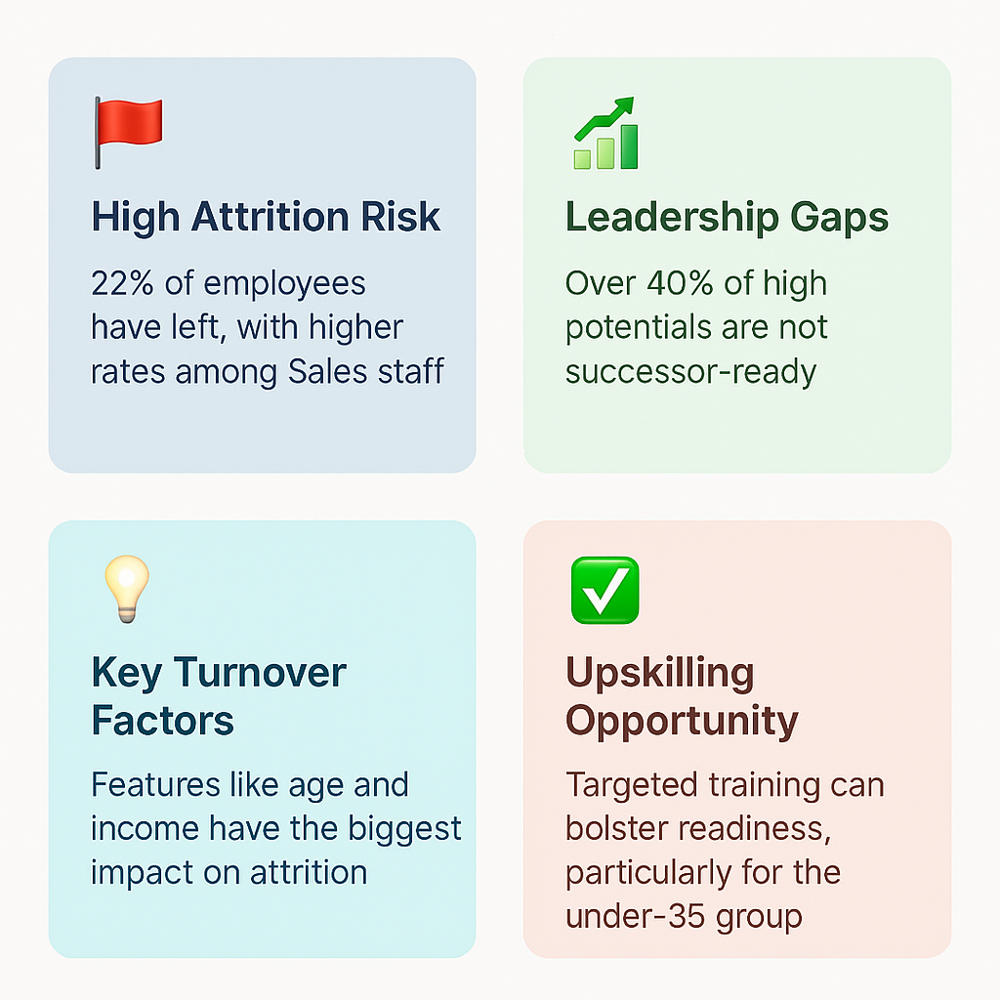 High Attrition Risk
22% of employees
have left, with higher
rates among Sales staff
Leadership Gaps
Over 40% of high
potentials are not
successor-ready
Key Turnover
Factors
Features like age and
income have the biggest
impact on attrition
Upskilling
Opportunity
Targeted training can
bolster readiness,
particularly for the
under-35 group